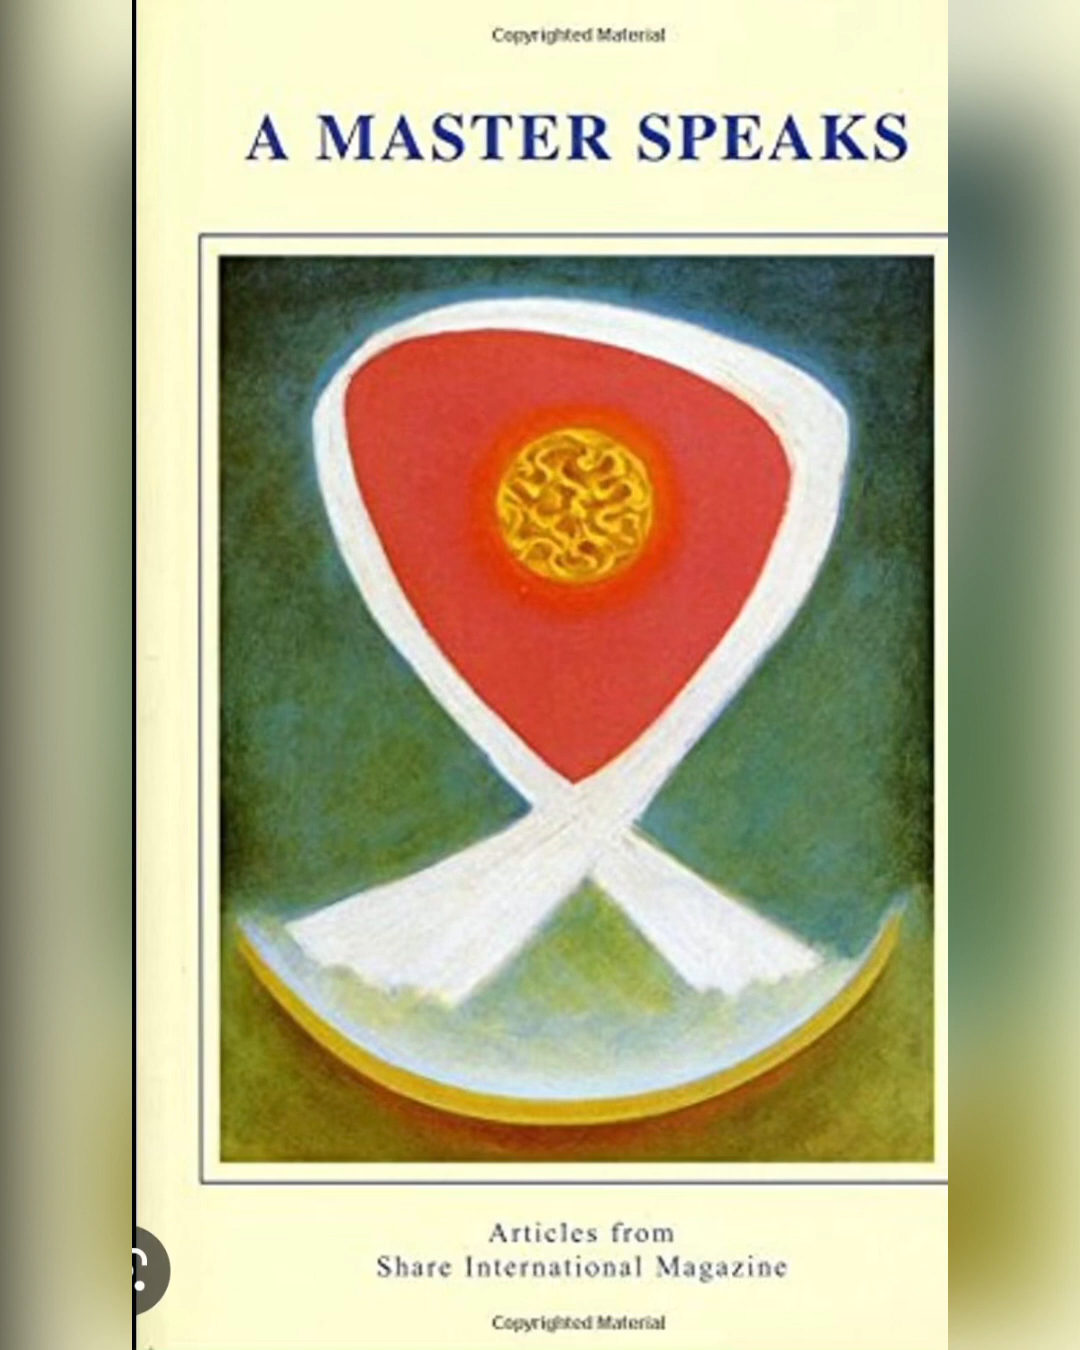 Copyrighted Material
A MASTER SPEAKS
Articles from
Share International Magazine
Copyrighted Material